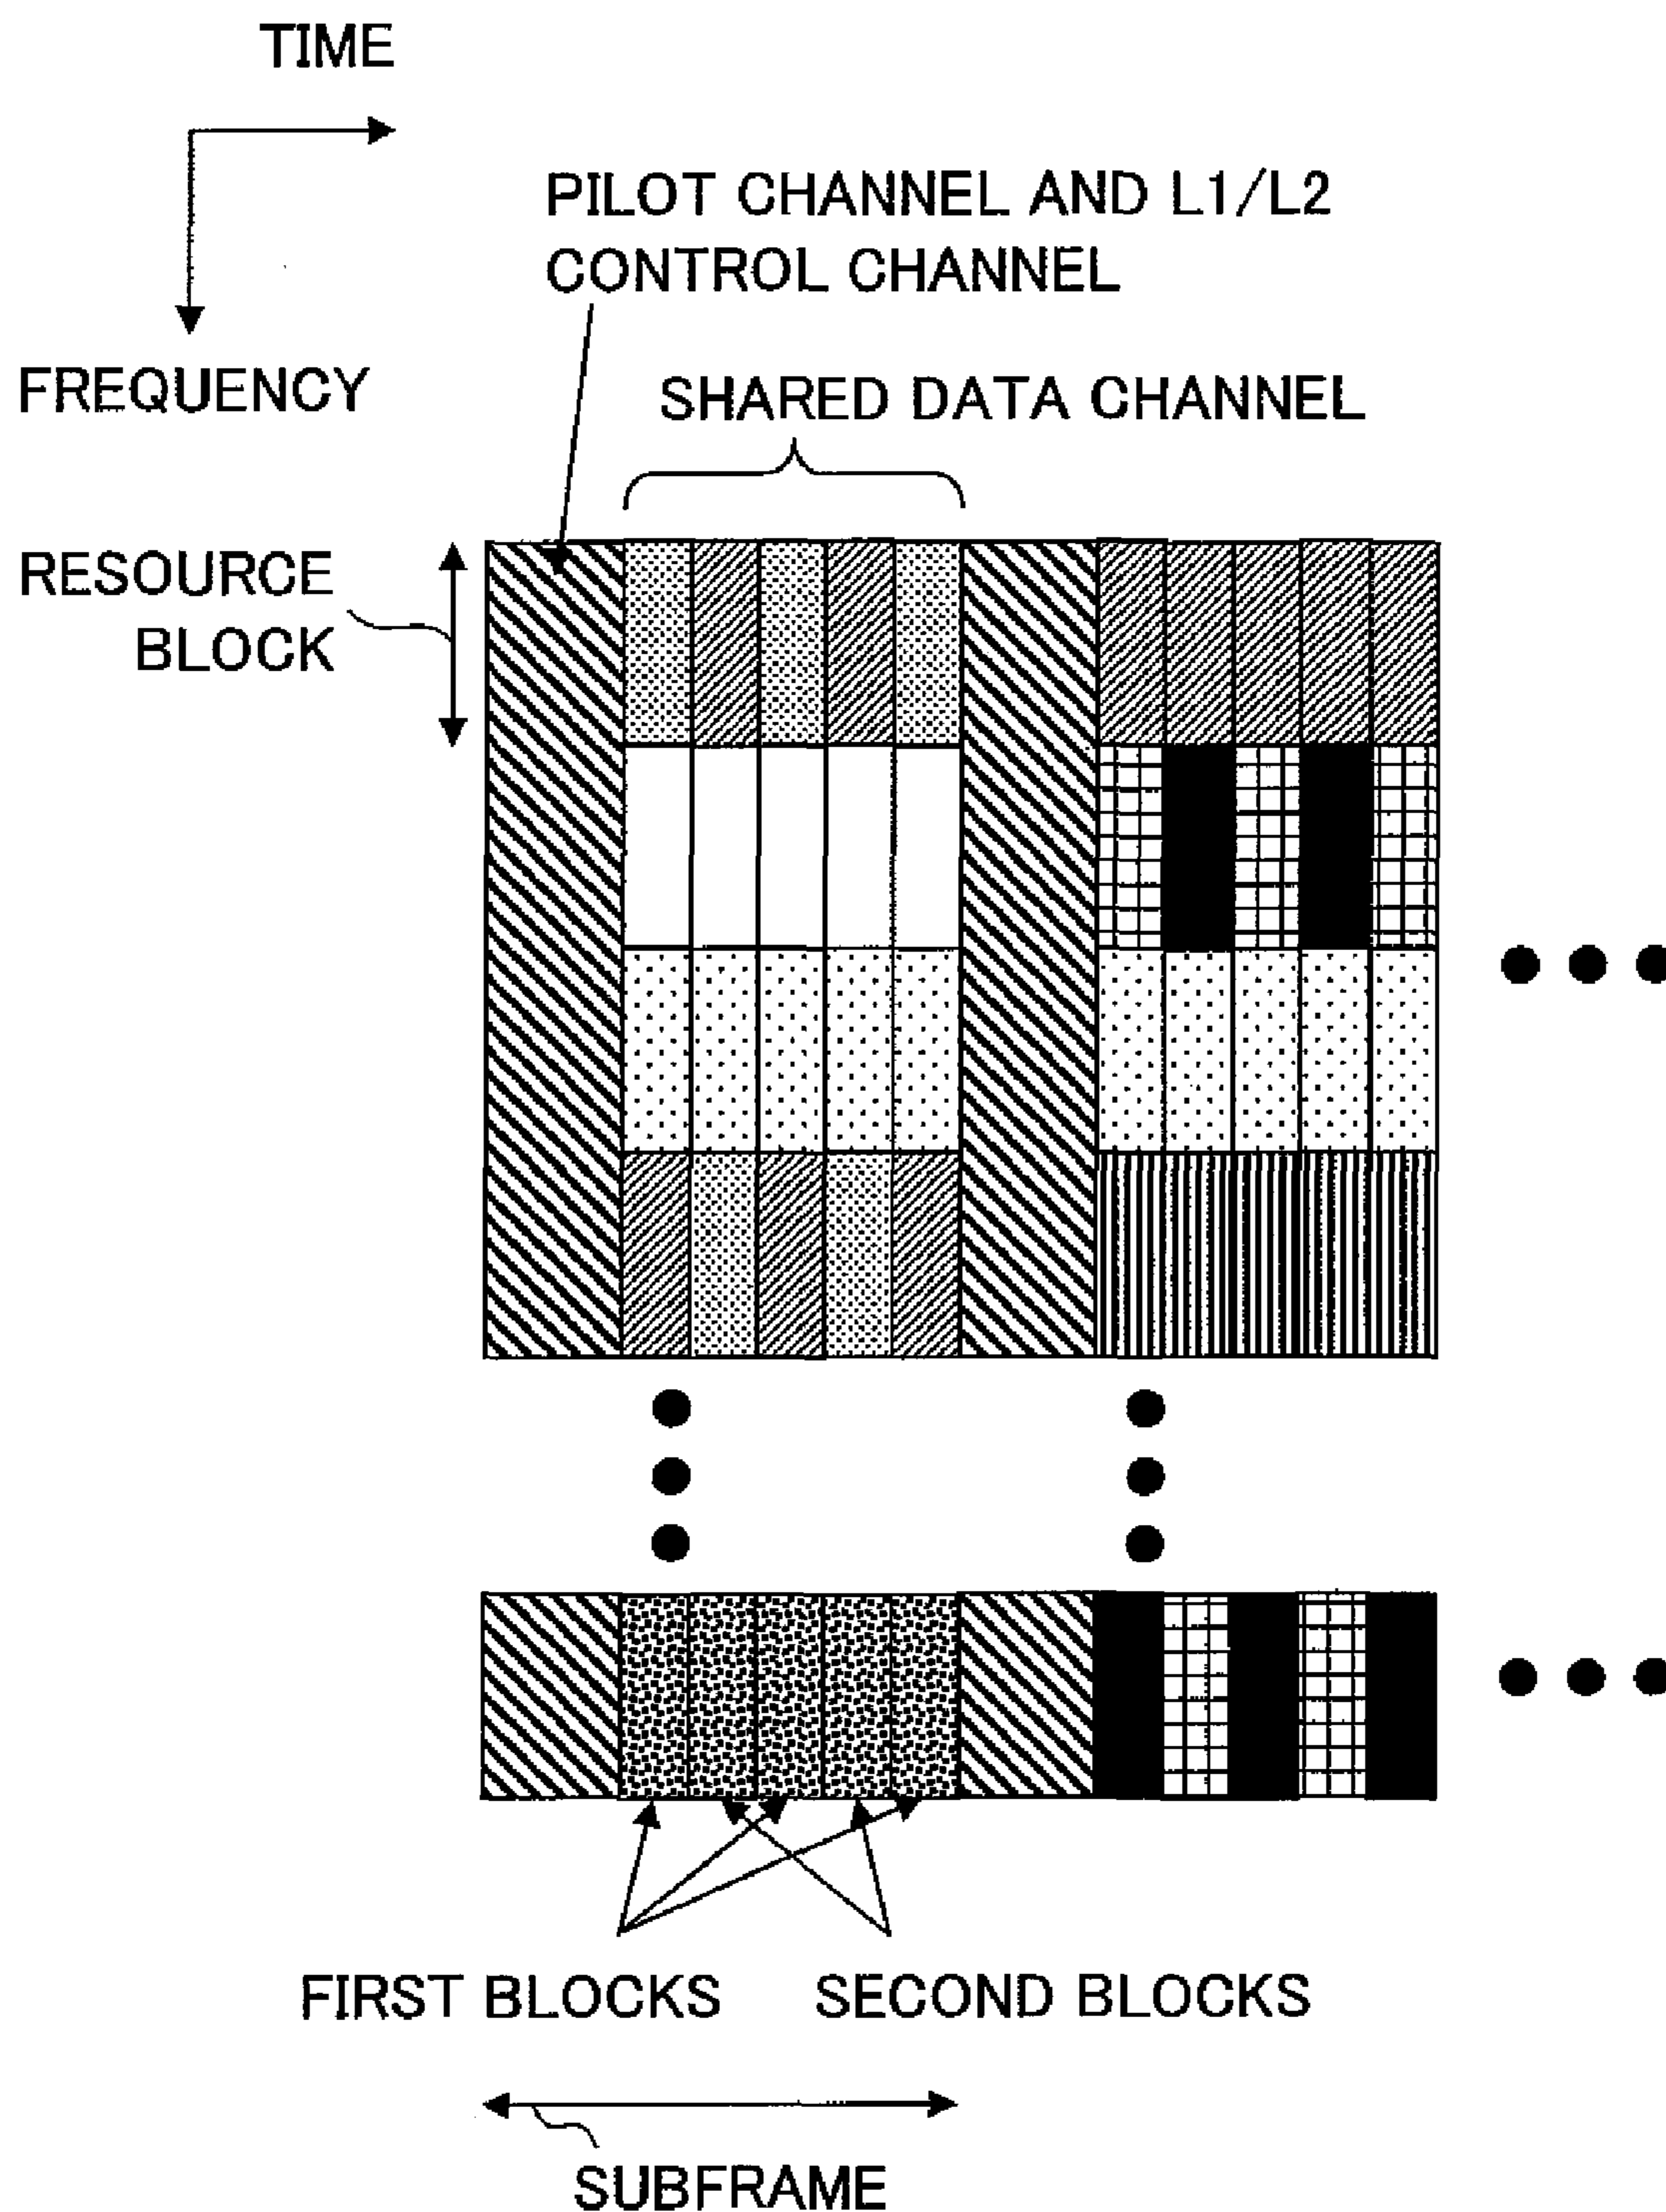 TIME
PILOT CHANNEL AND L1/L2
CONTROL CHANNEL
FREQUENCY
SHARED DATA CHANNEL
RESOURCE
BLOCK
FIRST BLOCKS
SECOND BLOCKS
SUBFRAME